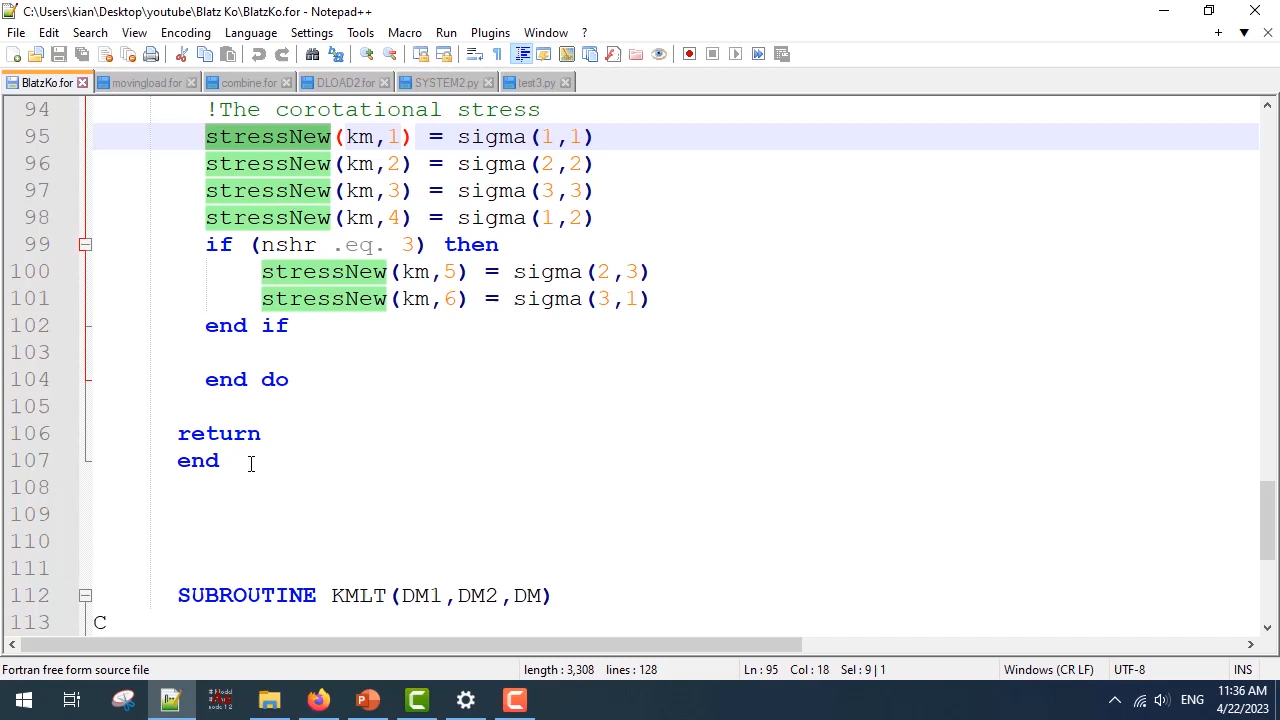 C:\Users\kian\Desktop\youtube\Blatz Ko\BlatzKo.for - Notepad++
File Edit Search View Encoding Language Settings Tools Macro Run Plugins Window ?
BlatzKo.for movingload.for combine.for DLOAD2.for SYSTEM2.py test3.py
94 !The corotational stress
95 stressNew(km,1) = sigma(1,1)
96 stressNew(km,2) = sigma(2,2)
97 stressNew(km,3) = sigma(3,3)
98 stressNew(km,4) = sigma(1,2)
99 if (nshr .eq. 3) then
100 stressNew(km,5) = sigma(2,3)
101 stressNew(km,6) = sigma(3,1)
102 end if
103
104 end do
105
106 return
107 end
108
109
110
111
112 SUBROUTINE KMLT(DM1,DM2,DM)
113 C
Fortran free form source file length : 3,308 lines : 128 Ln : 95 Col : 18 Sel : 9 | 1 Windows (CR LF) UTF-8 INS
ENG 11:36 AM
4/22/2023